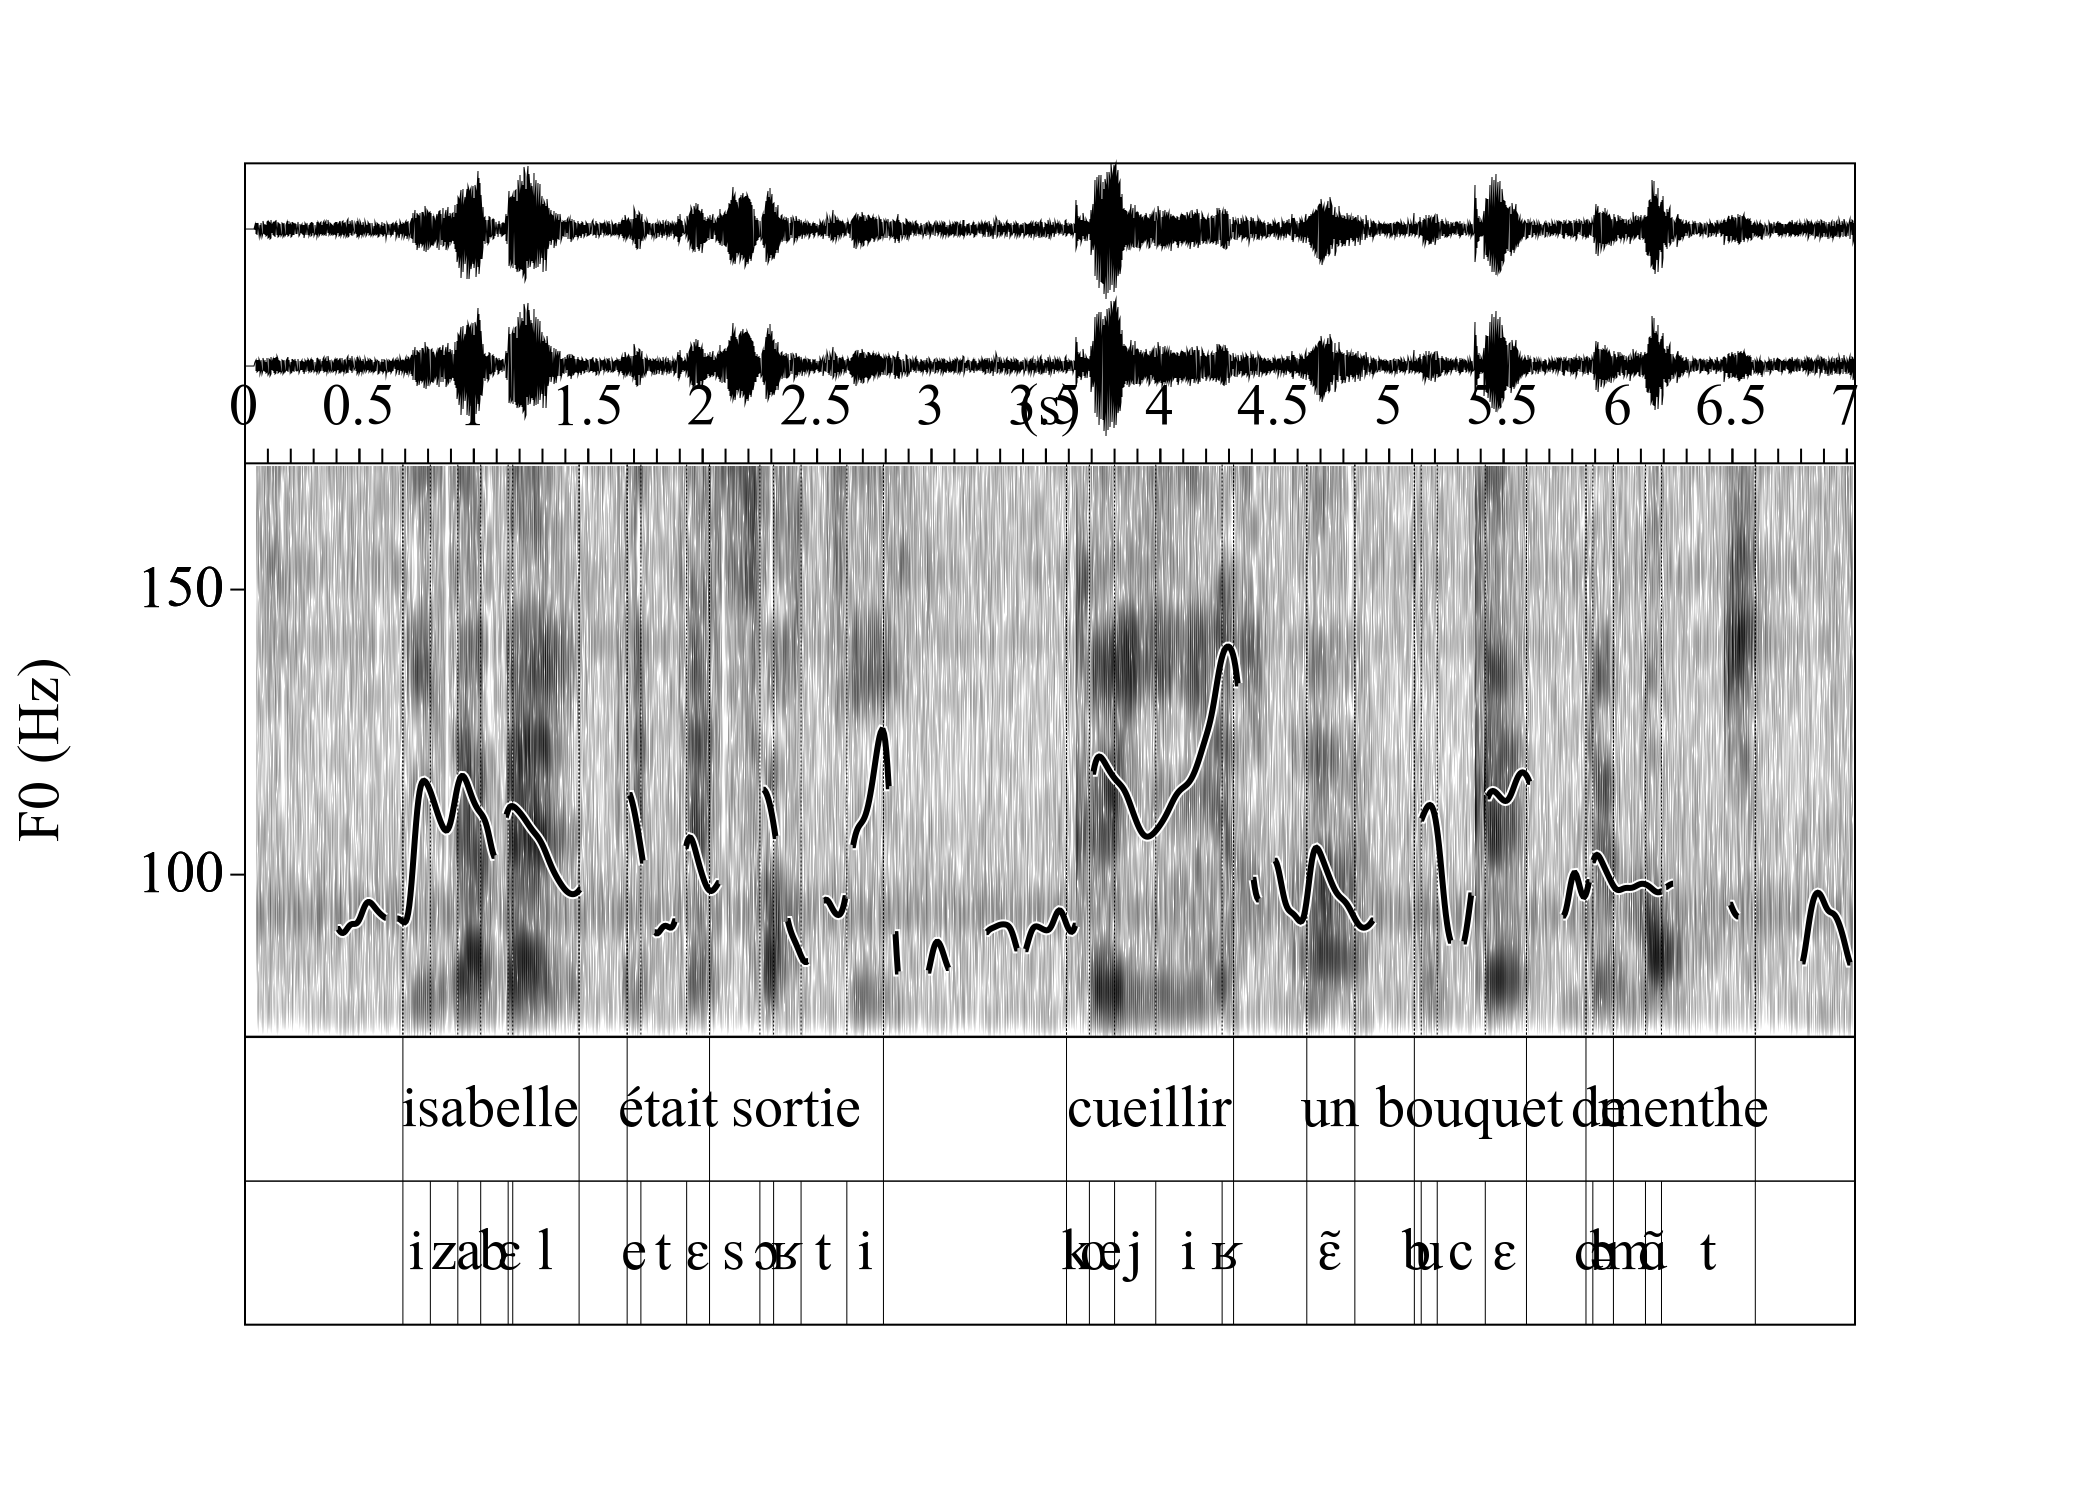 0 0.5 1 1.5 2 2.5 3 3.5 (s) 4 4.5 5 5.5 6 6.5 7
150
100
F0 (Hz)
isabelle était sortie cueillir un bouquet de menthe
i z a b ɛ l e t ɛ s ɔ ʁ t i k œ j i ʁ ɛ̃ b u c ɛ d m ɑ̃ t